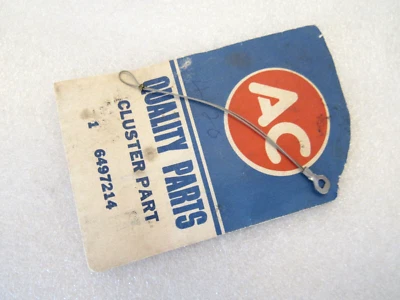 AC
QUALITY PARTS
CLUSTER PART
1 6497214